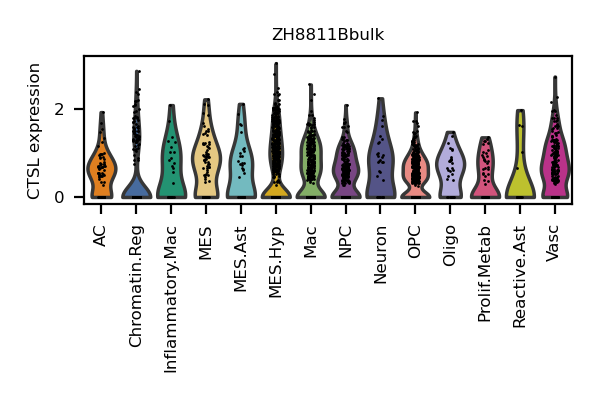 ZH8811Bbulk
CTSL expression
2
0
AC
Chromatin.Reg
Inflammatory.Mac
MES
MES.Ast
MES.Hyp
Mac
NPC
Neuron
OPC
Oligo
Prolif.Metab
Reactive.Ast
Vasc